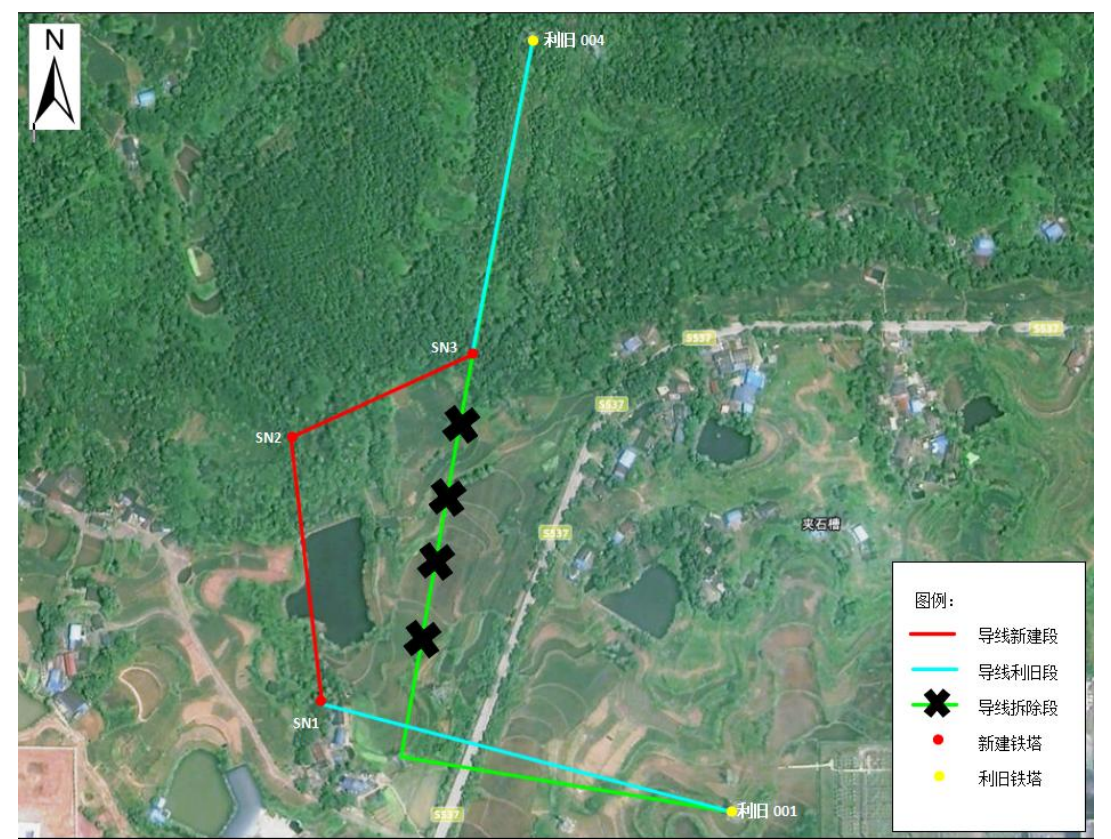 N
利旧 004
S537
S537
SN3
S537
SN2
夹石槽
S537
图例：
导线新建段
导线利旧段
导线拆除段
新建铁塔
利旧铁塔
SN1
利旧 001
S537